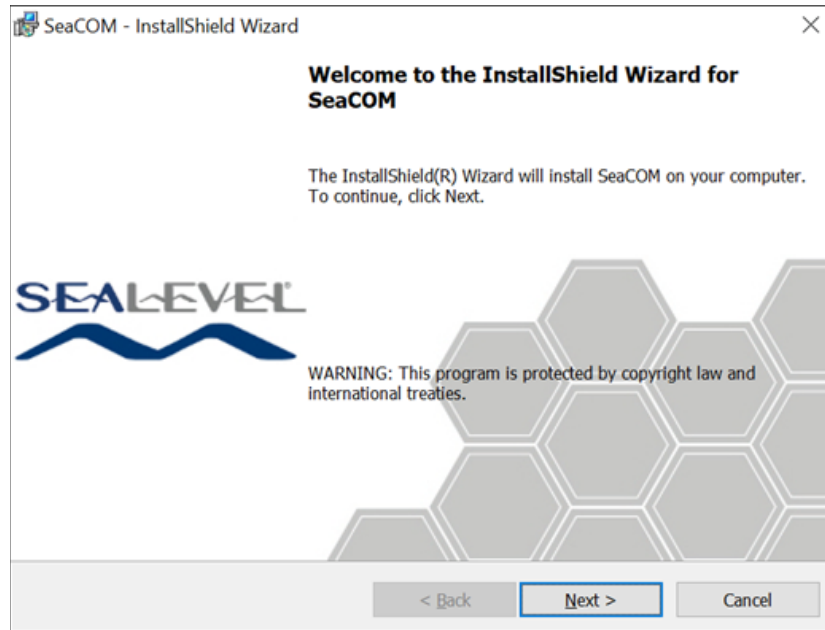 SeaCOM - InstallShield Wizard
Welcome to the InstallShield Wizard for
SeaCOM
The InstallShield(R) Wizard will install SeaCOM on your computer.
To continue, click Next.
SEALEVEL®
WARNING: This program is protected by copyright law and
international treaties.
< Back Next > Cancel